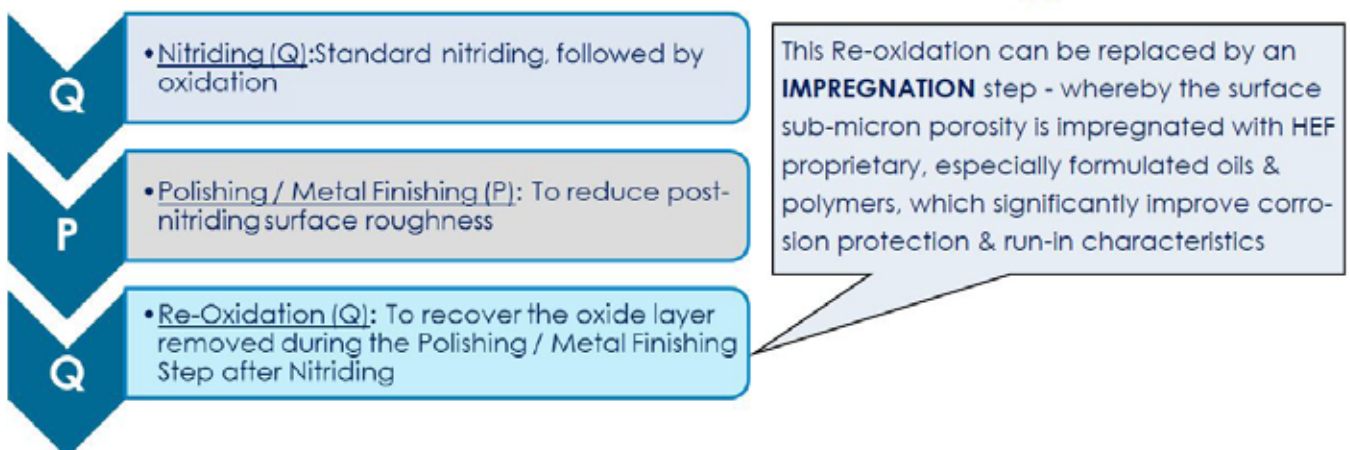 Q
•Nitriding (Q):Standard nitriding, followed by
oxidation
P
•Polishing / Metal Finishing (P): To reduce post-
nitriding surface roughness
Q
•Re-Oxidation (Q): To recover the oxide layer
removed during the Polishing / Metal Finishing
Step after Nitriding
This Re-oxidation can be replaced by an
IMPREGNATION step - whereby the surface
sub-micron porosity is impregnated with HEF
proprietary, especially formulated oils &
polymers, which significantly improve corro-
sion protection & run-in characteristics